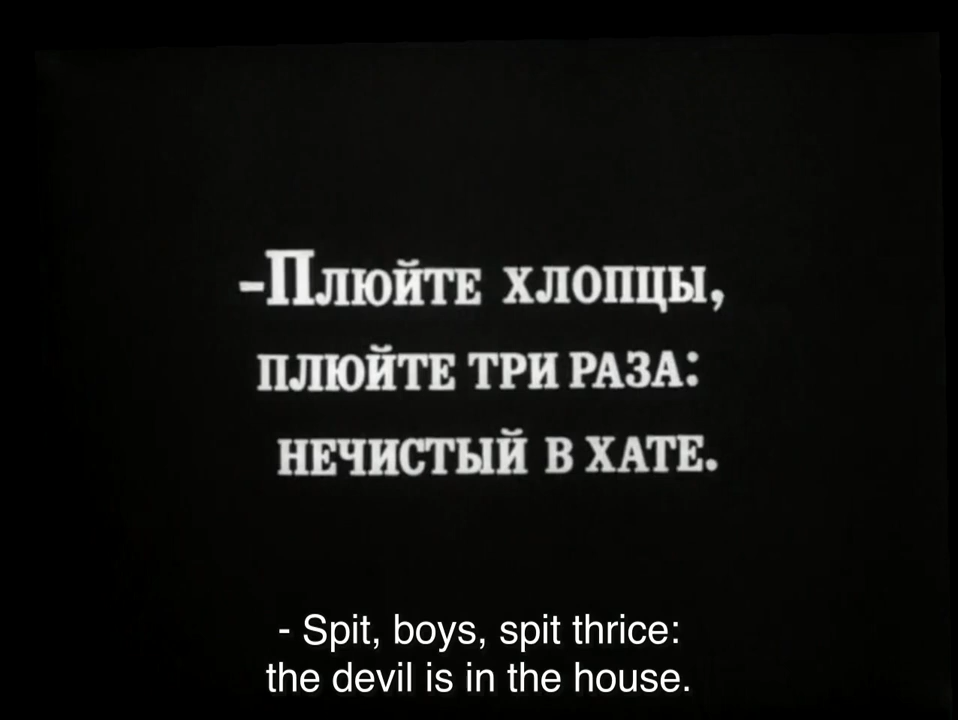 -Плюйте хлопцы,
плюйте три раза:
нечистый в хате.
- Spit, boys, spit thrice:
the devil is in the house.